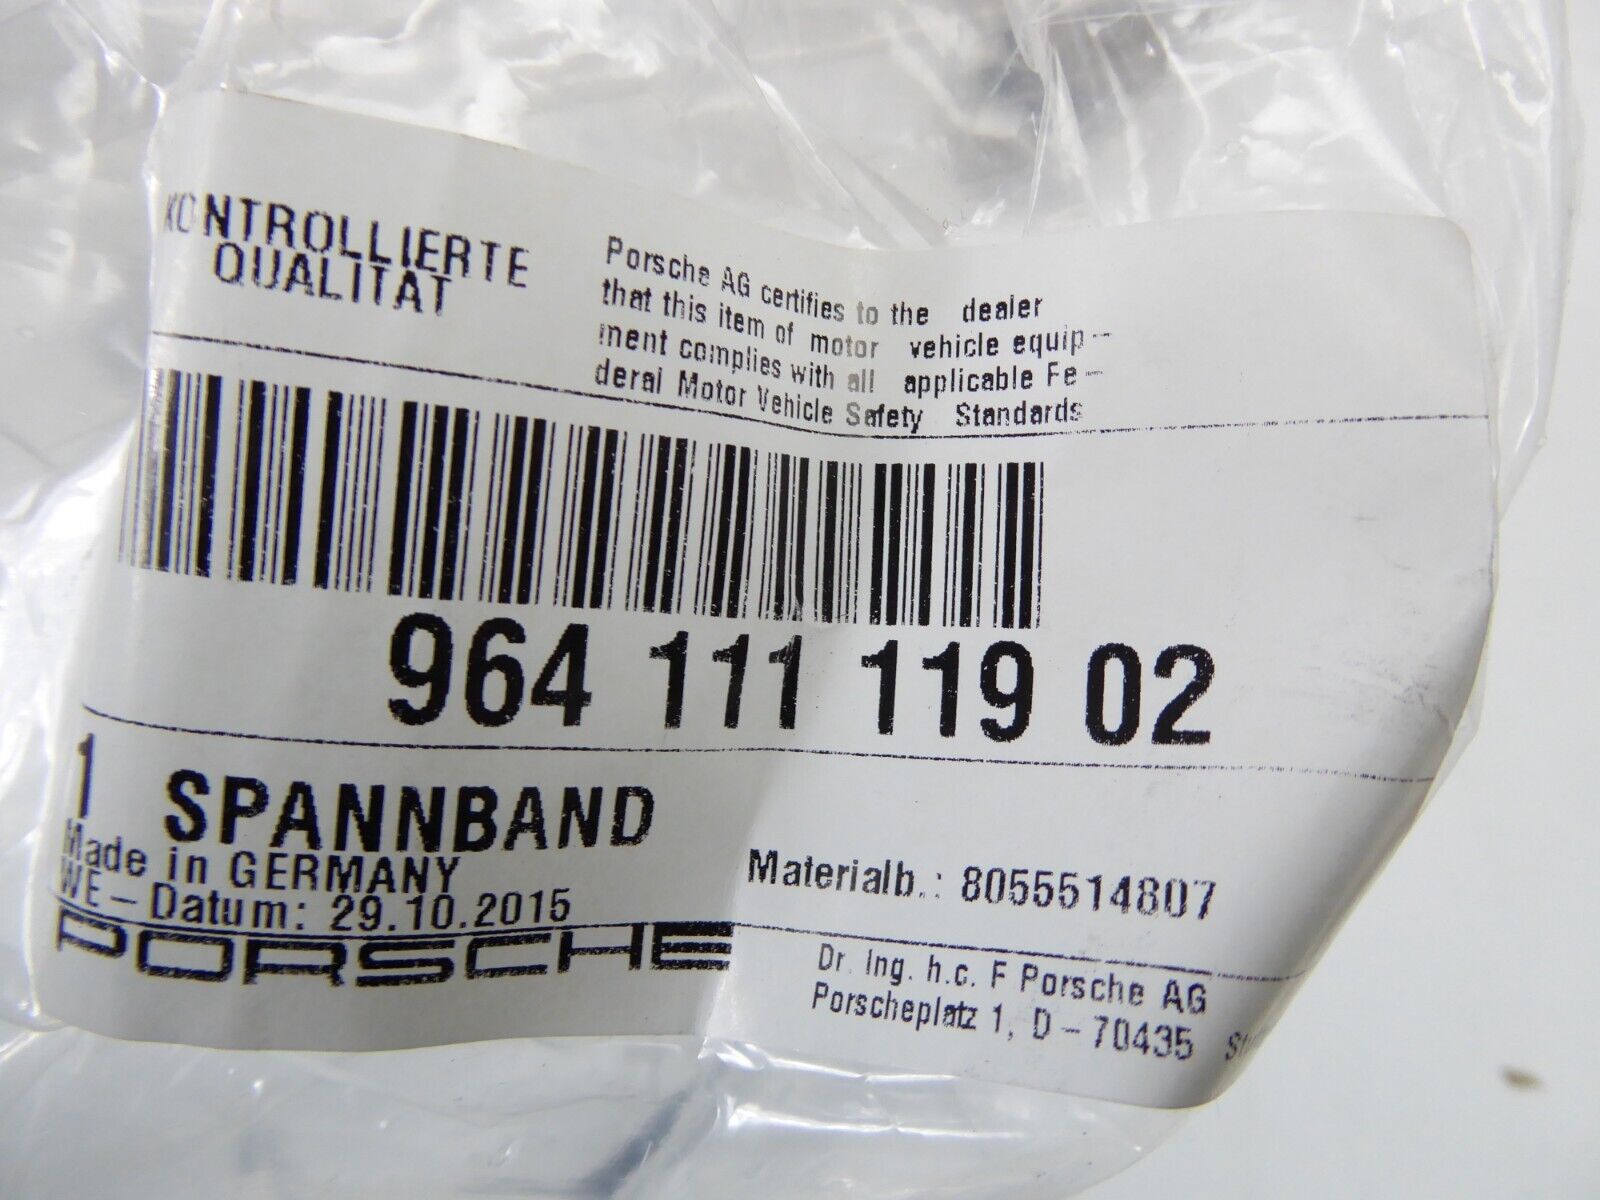 KONTROLLIERTE
QUALITÄT
Porsche AG certifies to the dealer
that this item of motor vehicle equip-
ment complies with all applicable Fe-
deral Motor Vehicle Safety Standards
964 111 119 02
1 SPANNBAND
Made in GERMANY
WE-Datum: 29.10.2015
Materialb.: 8055514807
PORSCHE
Dr. Ing. h.c. F Porsche AG
Porscheplatz 1, D-70435